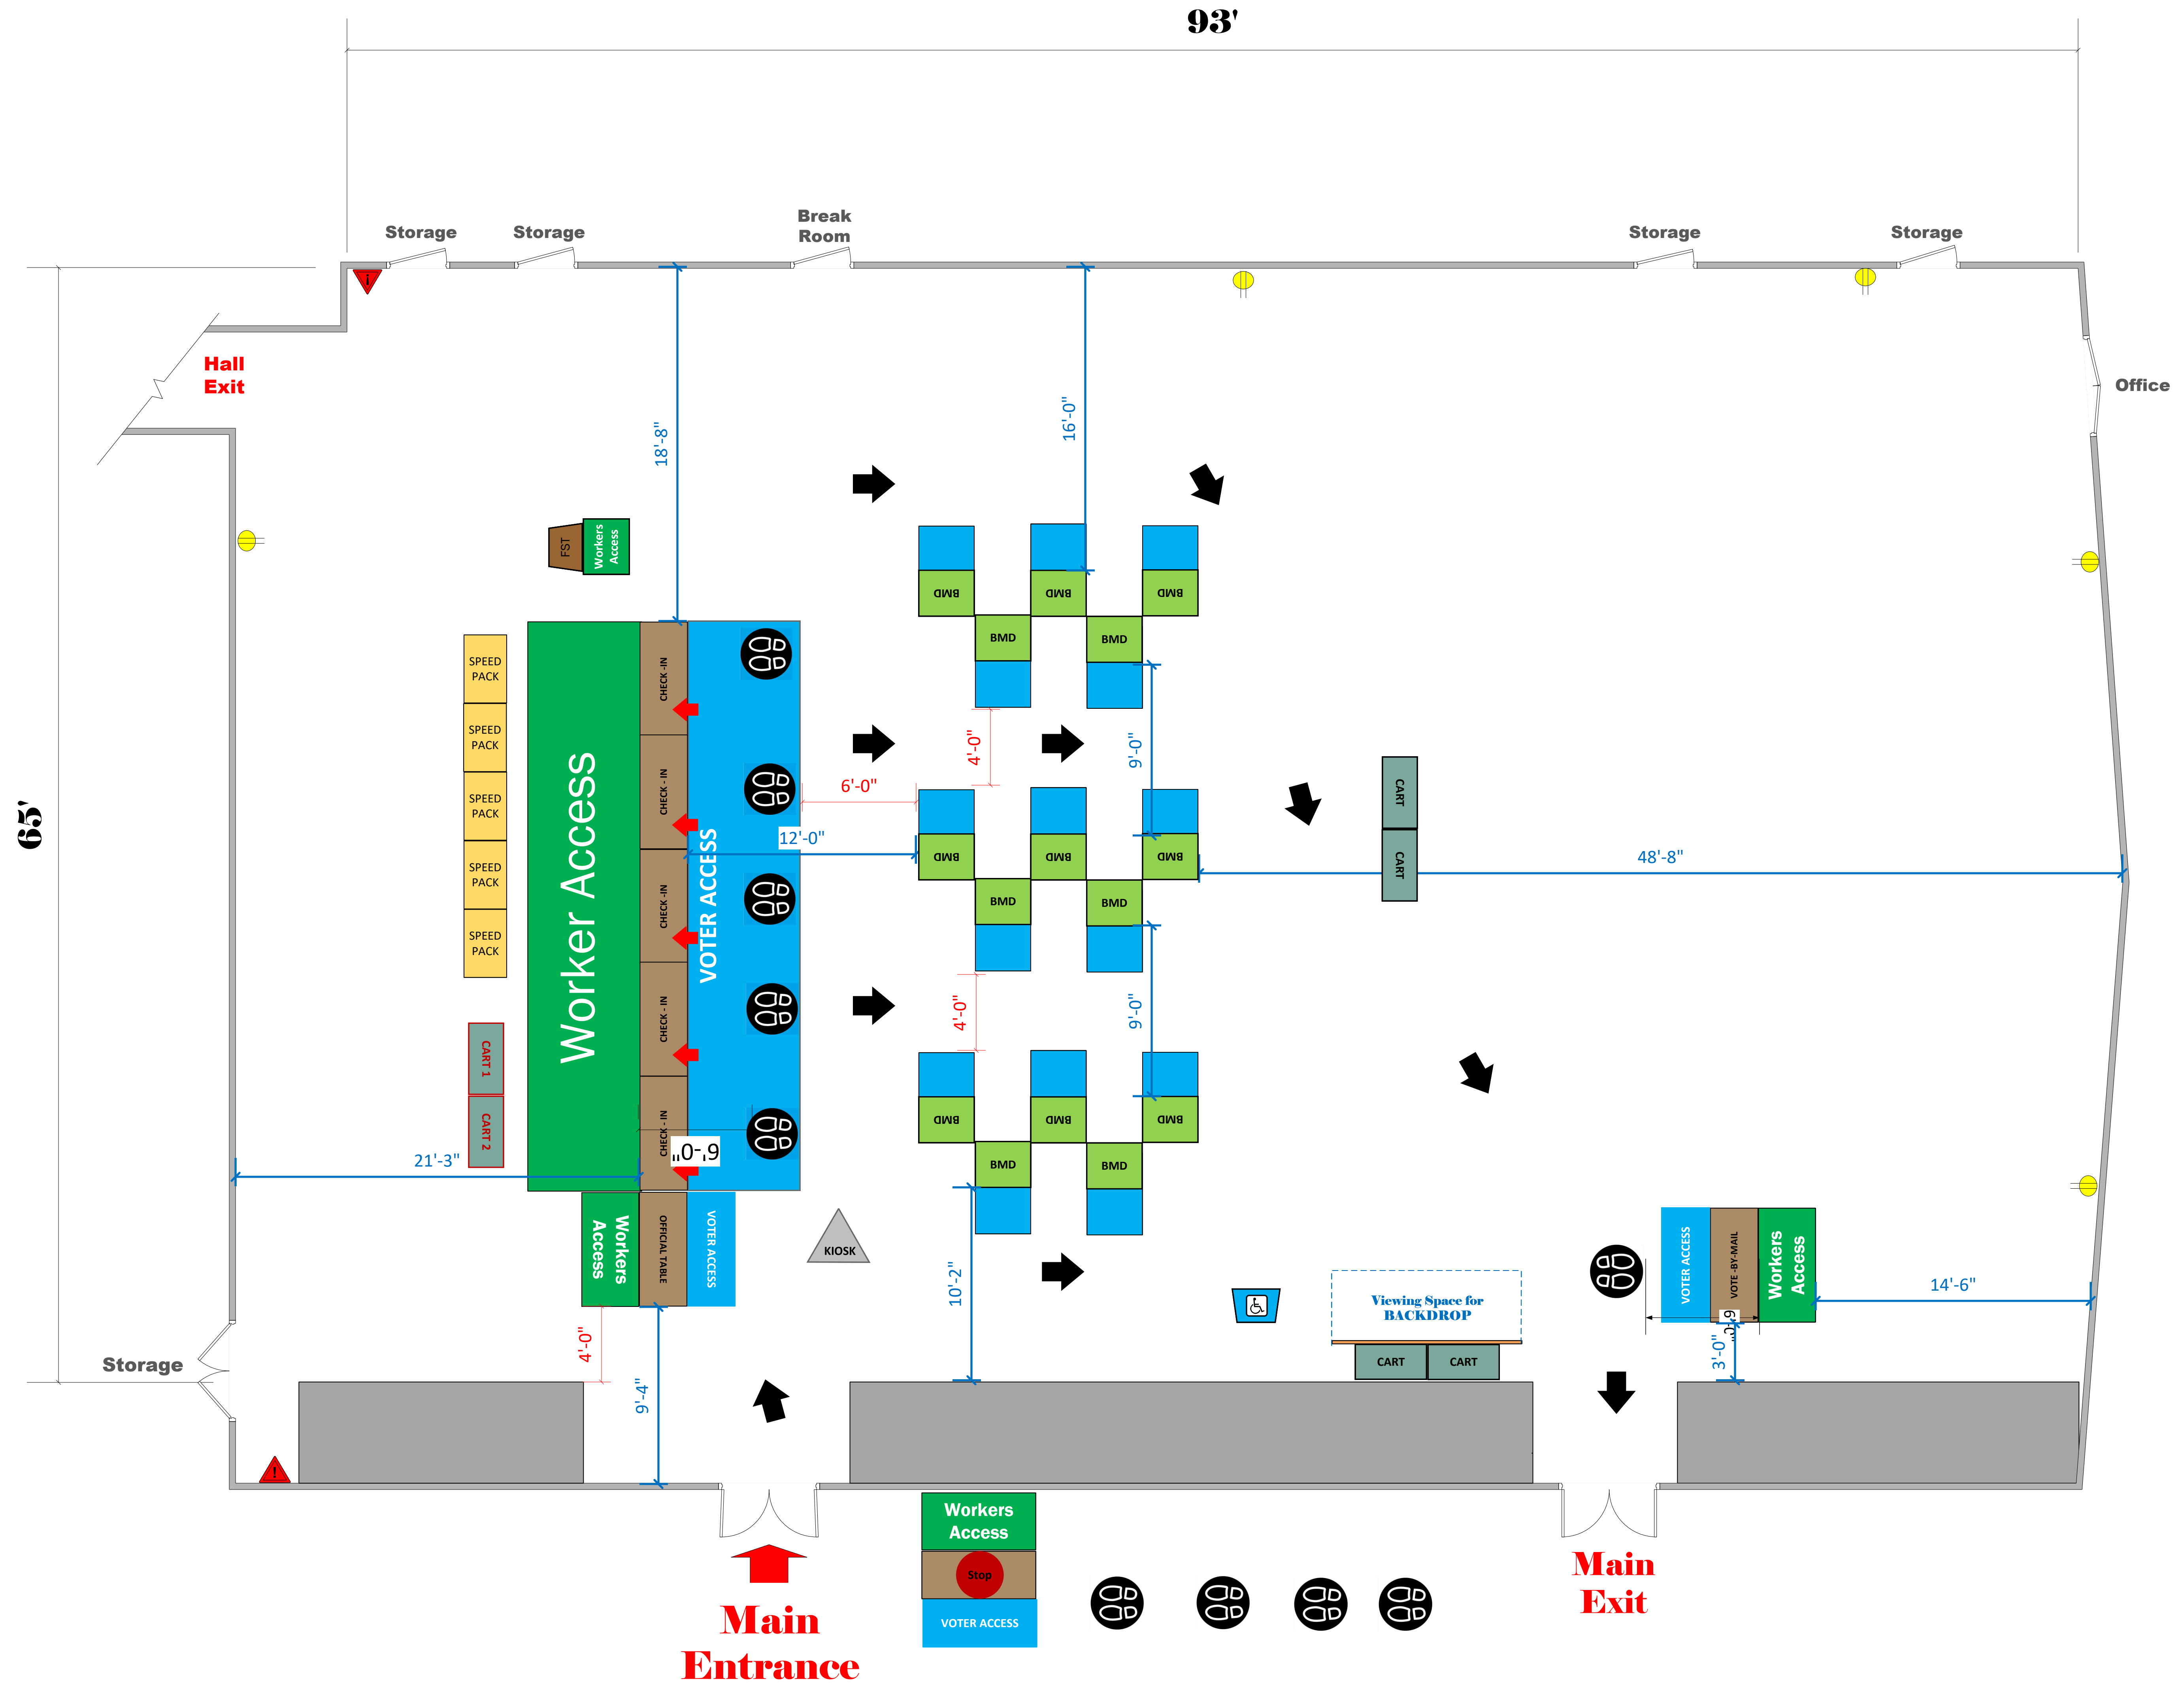 93'
Storage
Storage
Break
Room
Storage
Storage
Hall
Exit
Office
65'
18'-8"
16'-0"
FST
Workers
Access
BMD
BMD
BMD
BMD
BMD
SPEED
PACK
SPEED
PACK
SPEED
PACK
SPEED
PACK
SPEED
PACK
Worker Access
CHECK -IN
CHECK - IN
CHECK -IN
CHECK - IN
CHECK - IN
VOTER ACCESS
4'-0"
9'-0"
6'-0"
12'-0"
BMD
BMD
BMD
BMD
BMD
CART
CART
48'-8"
4'-0"
9'-0"
CART 1
CART 2
BMD
BMD
BMD
BMD
BMD
6'-0"
21'-3"
Workers
Access
OFFICIAL TABLE
VOTER ACCESS
KIOSK
10'-2"
Viewing Space for
BACKDROP
CART
CART
VOTER ACCESS
VOTE -BY-MAIL
Workers
Access
14'-6"
6'-0"
3'-0"
4'-0"
9'-4"
Storage
!
!
Workers
Access
Stop
VOTER ACCESS
Main
Entrance
Main
Exit